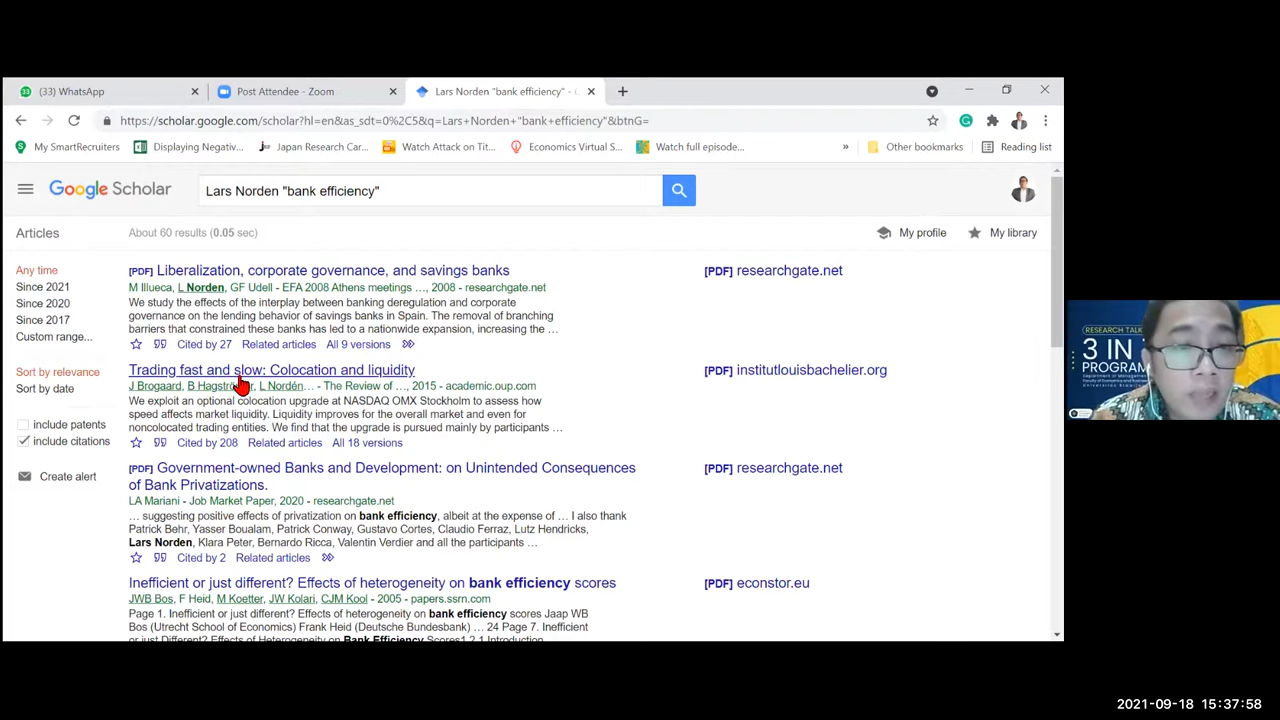 (33) WhatsApp
Post Attendee - Zoom
Lars Norden "bank efficiency" -
https://scholar.google.com/scholar?hl=en&as_sdt=0%2C5&q=Lars+Norden+"bank+efficiency"&btnG=
My SmartRecruiters
Displaying Negativ...
Japan Research Car...
Watch Attack on Tit...
Economics Virtual S...
Watch full episode...
»
Other bookmarks
Reading list
Google Scholar
Lars Norden "bank efficiency"
Articles
About 60 results (0.05 sec)
My profile
My library
Any time
Since 2021
Since 2020
Since 2017
Custom range...
Sort by relevance
Sort by date
include patents
include citations
Create alert
[PDF] Liberalization, corporate governance, and savings banks
[PDF] researchgate.net
M Illueca, L Norden, GF Udell - EFA 2008 Athens meetings …, 2008 - researchgate.net
We study the effects of the interplay between banking deregulation and corporate
governance on the lending behavior of savings banks in Spain. The removal of branching
barriers that constrained these banks has led to a nationwide expansion, increasing the …
Cited by 27 Related articles All 9 versions
Trading fast and slow: Colocation and liquidity
[PDF] institutlouisbachelier.org
J Brogaard, B Hagströmer, L Nordén… - The Review of …, 2015 - academic.oup.com
We exploit an optional colocation upgrade at NASDAQ OMX Stockholm to assess how
speed affects market liquidity. Liquidity improves for the overall market and even for
noncolocated trading entities. We find that the upgrade is pursued mainly by participants …
Cited by 208 Related articles All 18 versions
[PDF] Government-owned Banks and Development: on Unintended Consequences
of Bank Privatizations.
[PDF] researchgate.net
LA Mariani - Job Market Paper, 2020 - researchgate.net
… suggesting positive effects of privatization on bank efficiency, albeit at the expense of … I also thank
Patrick Behr, Yasser Boualam, Patrick Conway, Gustavo Cortes, Claudio Ferraz, Lutz Hendricks,
Lars Norden, Klara Peter, Bernardo Ricca, Valentin Verdier and all the participants …
Cited by 2 Related articles
Inefficient or just different? Effects of heterogeneity on bank efficiency scores
[PDF] econstor.eu
JWB Bos, F Heid, M Koetter, JW Kolari, CJM Kool - 2005 - papers.ssrn.com
Page 1. Inefficient or just different? Effects of heterogeneity on bank efficiency scores Jaap WB
Bos (Utrecht School of Economics) Frank Heid (Deutsche Bundesbank) … 24 Page 7. Inefficient
or just Different? Effects of Heterogeneity on Bank Efficiency Scores1 2 1 Introduction
RESEARCH TALK
3 IN
PROGRAM
2021-09-18 15:37:58